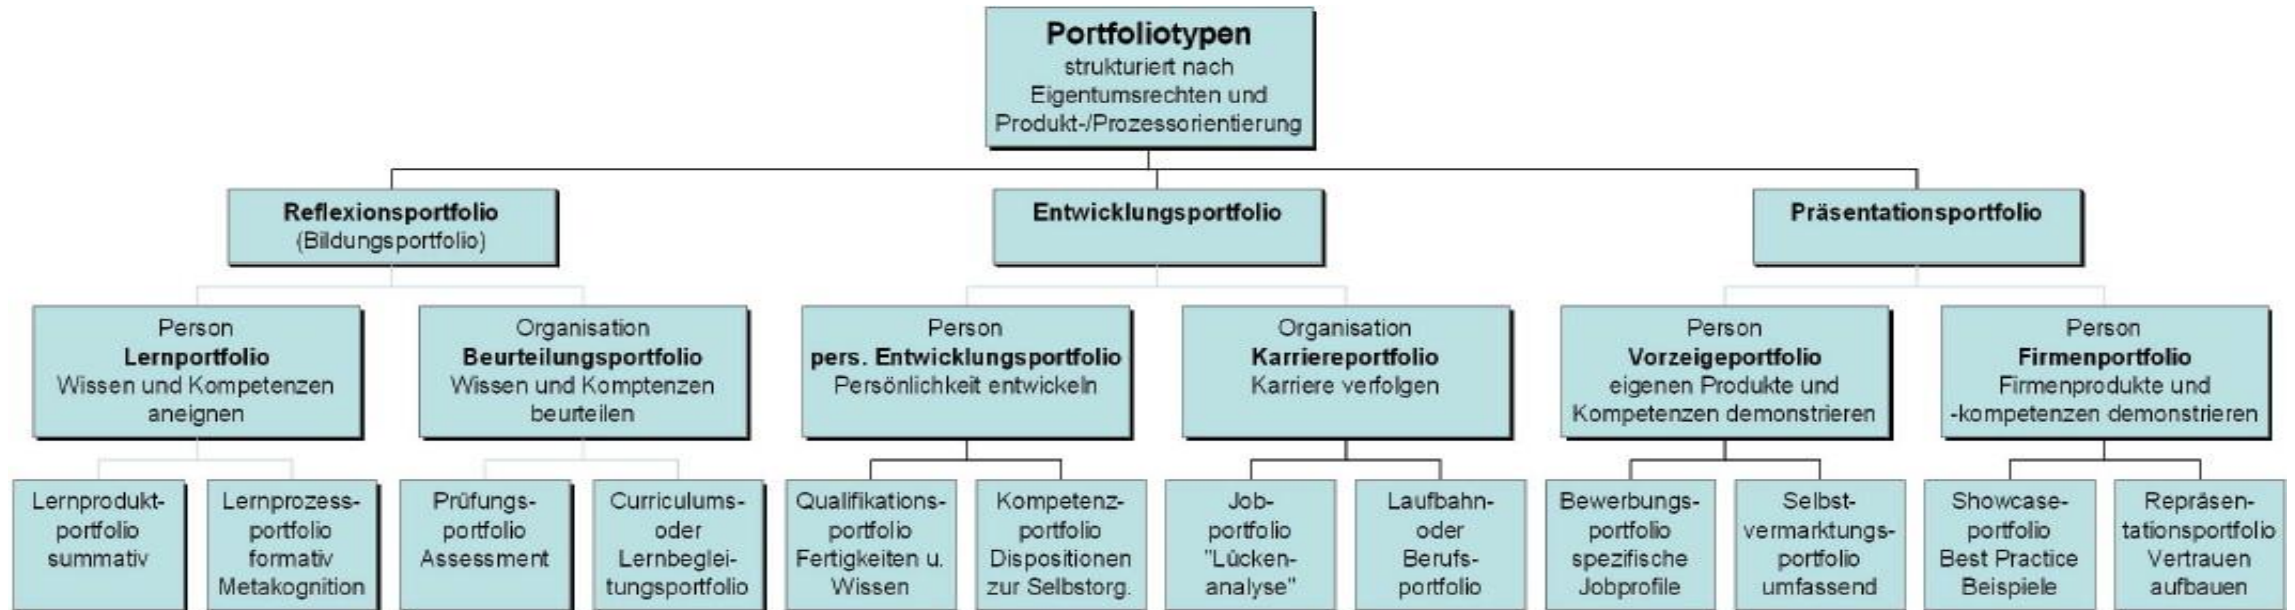 Portfoliotypen
strukturiert nach
Eigentumsrechten und
Produkt-/Prozessorientierung
Reflexionsportfolio
(Bildungsportfolio)
Entwicklungsportfolio
Präsentationsportfolio
Person
Lernportfolio
Wissen und Kompetenzen
aneignen
Organisation
Beurteilungsportfolio
Wissen und Komptenzen
beurteilen
Person
pers. Entwicklungsportfolio
Persönlichkeit entwickeln
Organisation
Karriereportfolio
Karriere verfolgen
Person
Vorzeigeportfolio
eigenen Produkte und
Kompetenzen demonstrieren
Person
Firmenportfolio
Firmenprodukte und
-kompetenzen demonstrieren
Lernprodukt-
portfolio
summativ
Lernprozess-
portfolio
formativ
Metakognition
Prüfungs-
portfolio
Assessment
Curriculums-
oder
Lernbeglei-
tungsportfolio
Qualifikations-
portfolio
Fertigkeiten u.
Wissen
Kompetenz-
portfolio
Dispositionen
zur Selbstorg.
Job-
portfolio
"Lücken-
analyse"
Laufbahn-
oder
Berufs-
portfolio
Bewerbungs-
portfolio
spezifische
Jobprofile
Selbst-
vermarktungs-
portfolio
umfassend
Showcase-
portfolio
Best Practice
Beispiele
Repräsen-
tationsportfolio
Vertrauen
aufbauen